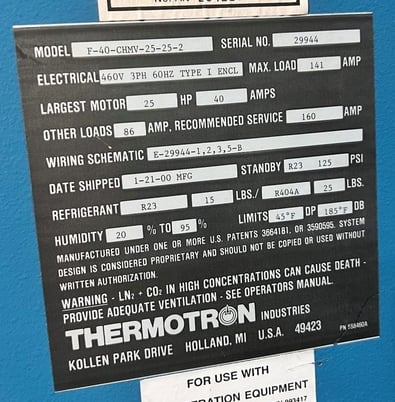 MODEL F-40-CHMV-25-25-2 SERIAL NO. 29944
ELECTRICAL 460V 3PH 60HZ TYPE I ENCL MAX. LOAD 141 AMP
LARGEST MOTOR 25 HP 40 AMPS
OTHER LOADS 86 AMP. RECOMMENDED SERVICE 160 AMP
WIRING SCHEMATIC E-29944-1,2,3,5-B
DATE SHIPPED 1-21-00 MFG STANDBY R23 125 PSI
REFRIGERANT R23 15 LBS./ R404A 25 LBS.
HUMIDITY 20 % TO 95 % LIMITS 45°F DP 185°F DB
MANUFACTURED UNDER ONE OR MORE U.S. PATENTS 3664181. OR 3590595. SYSTEM
DESIGN IS CONSIDERED PROPRIETARY AND SHOULD NOT BE COPIED OR USED WITHOUT
WRITTEN AUTHORIZATION.
WARNING - LN₂ + CO₂ IN HIGH CONCENTRATIONS CAN CAUSE DEATH -
PROVIDE ADEQUATE VENTILATION - SEE OPERATORS MANUAL.
THERMOTRON INDUSTRIES
KOLLEN PARK DRIVE HOLLAND, MI U.S.A. 49423
FOR USE WITH
ERATION EQUIPMENT